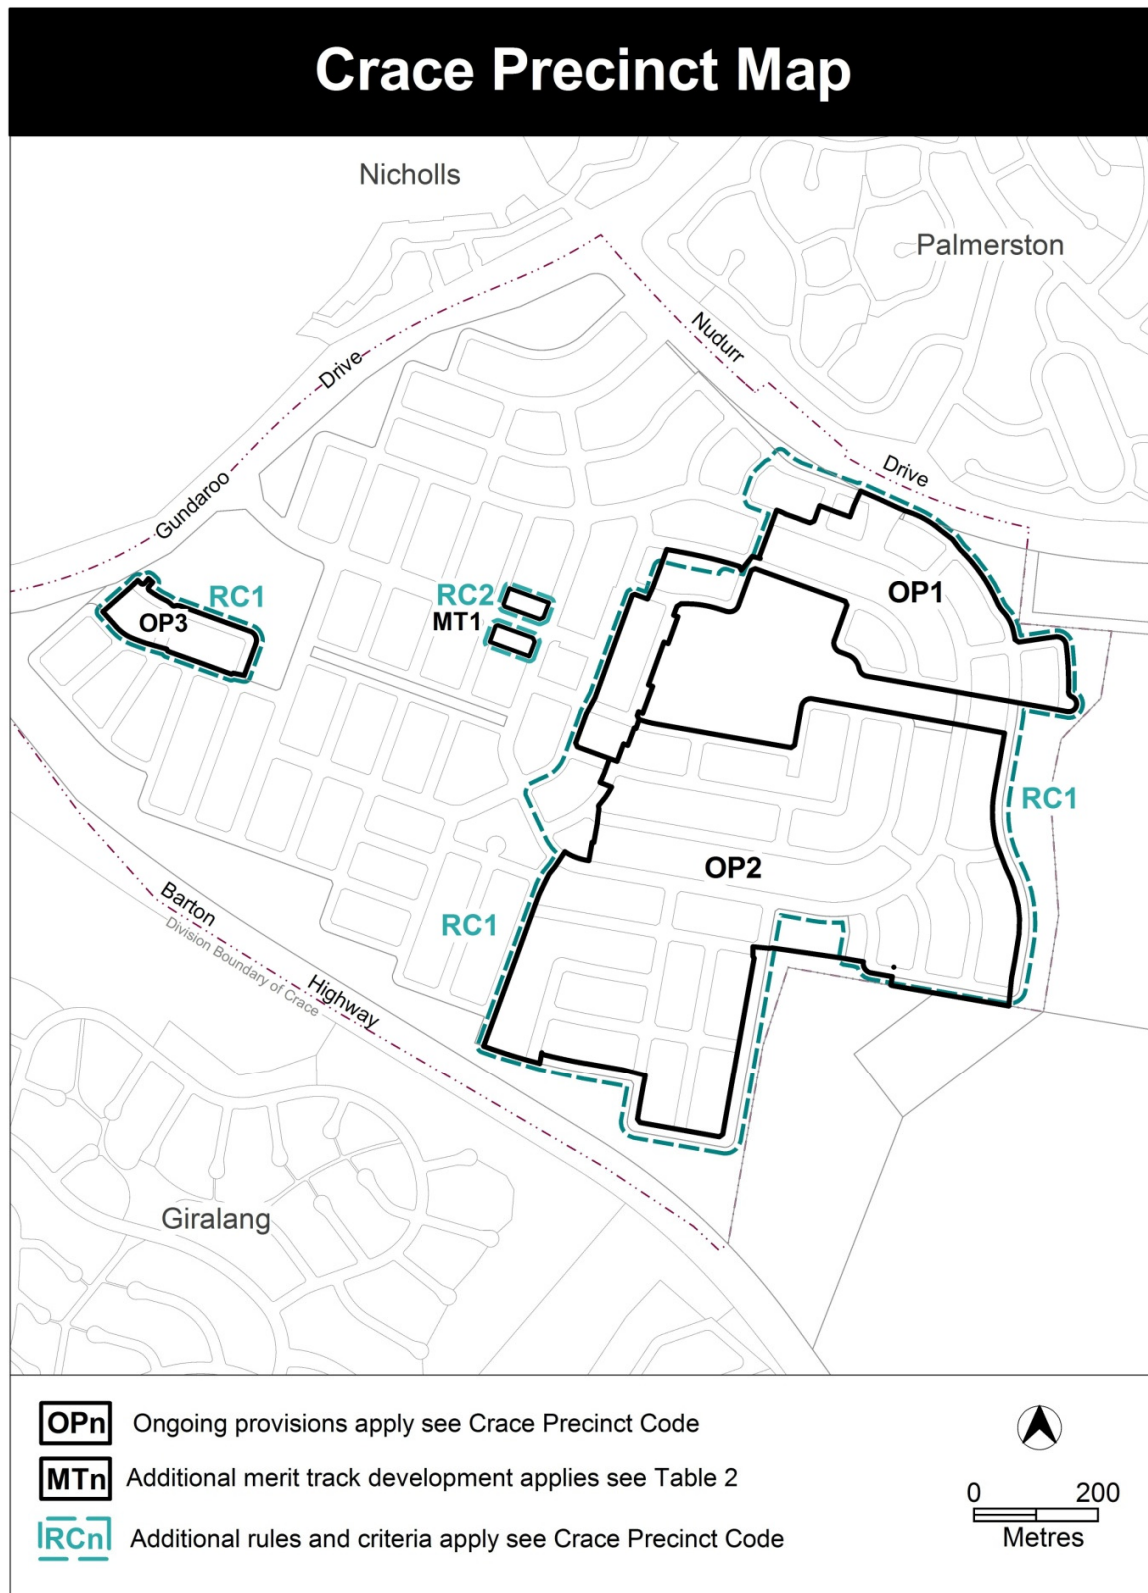 Crace Precinct Map
Nicholls
Palmerston
Nudurr
Drive
Drive
Gundaroo
RC1
OP3
RC2
MT1
OP1
RC1
OP2
RC1
Barton
Highway
Division Boundary of Crace
Giralang
OPn Ongoing provisions apply see Crace Precinct Code
MTn Additional merit track development applies see Table 2
RCn Additional rules and criteria apply see Crace Precinct Code
0 200
Metres